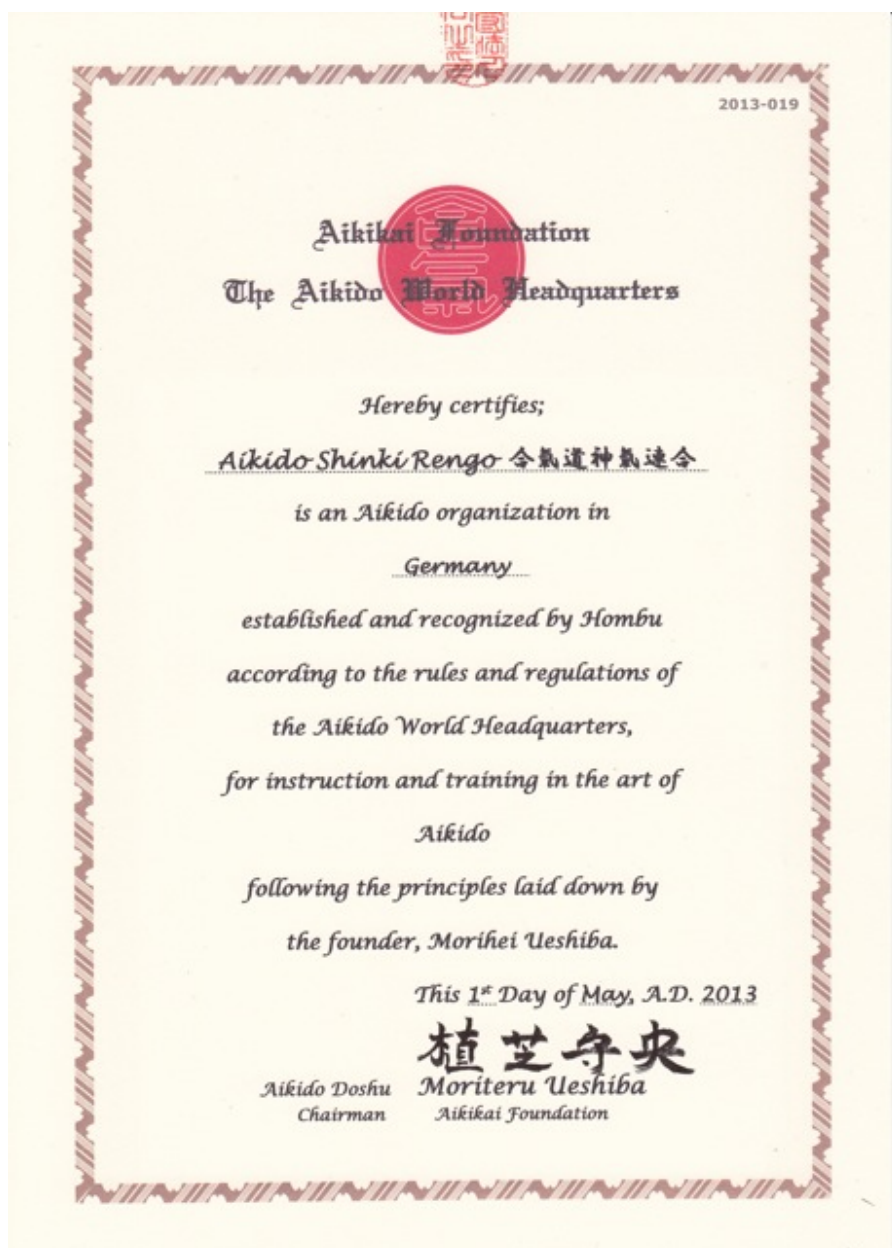 2013-019
Aikikai Foundation
The Aikido World Headquarters
Hereby certifies;
Aikido Shinki Rengo 合氣道神氣連合
is an Aikido organization in
Germany
established and recognized by Hombu
according to the rules and regulations of
the Aikido World Headquarters,
for instruction and training in the art of
Aikido
following the principles laid down by
the founder, Morihei Ueshiba.
This 1st Day of May, A.D. 2013
植芝守央
Aikido Doshu Moriteru Ueshiba
Chairman Aikikai Foundation